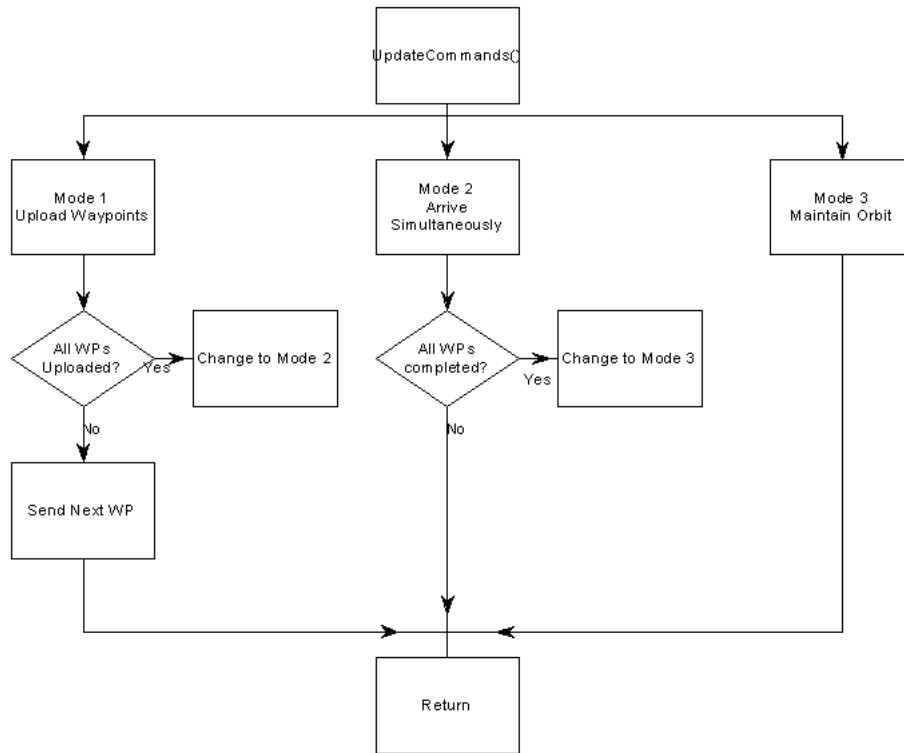 UpdateCommands()
Mode 1
Upload Waypoints
Mode 2
Arrive
Simultaneously
Mode 3
Maintain Orbit
All WPs
Uploaded?
Yes
Change to Mode 2
All WPs
completed?
Yes
Change to Mode 3
No
No
Send Next WP
Return